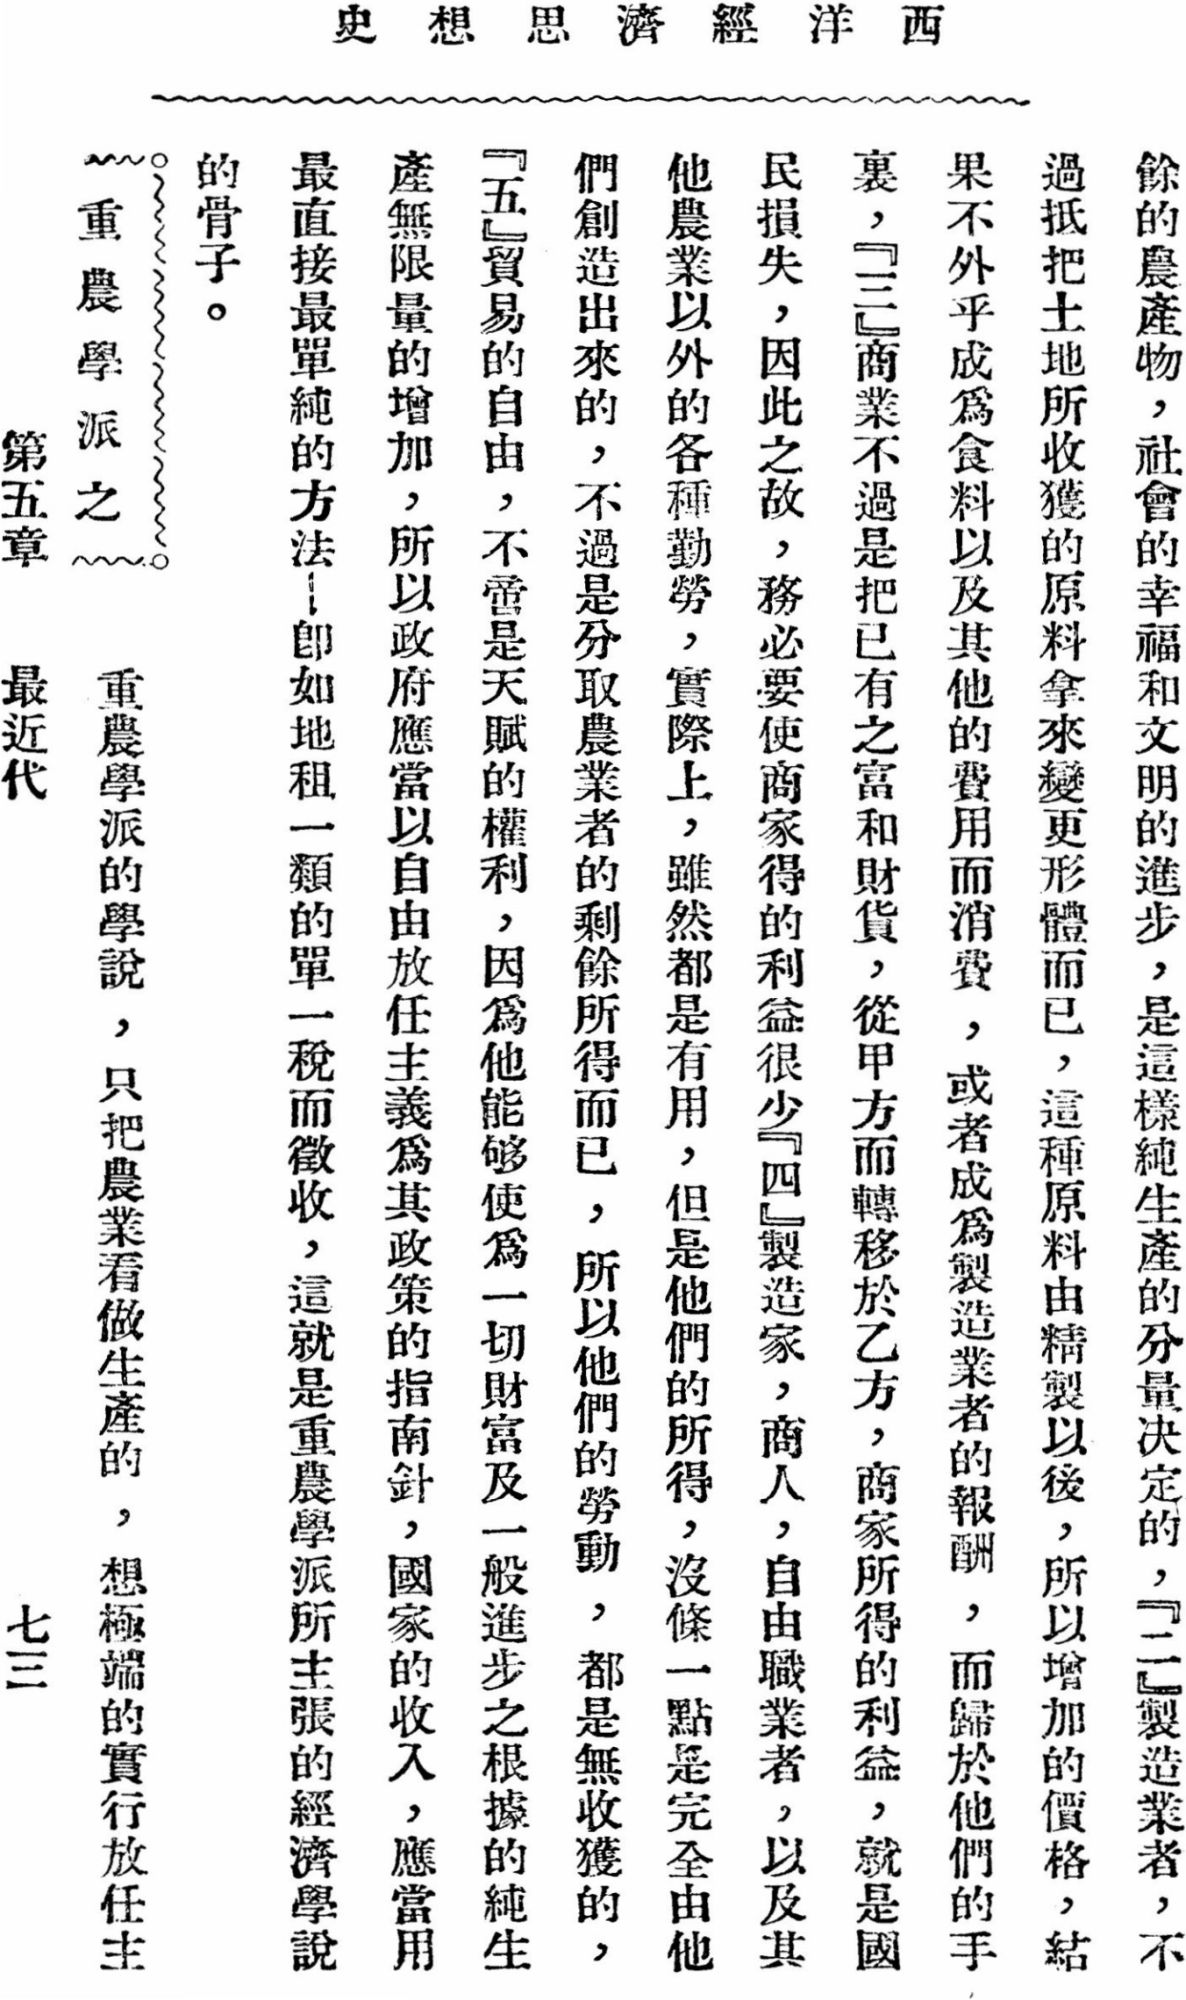 西洋經濟思想史
餘的農產物，社會的幸福和文明的進步，是這樣純生產的分量決定的，『二』製造業者，不
過抵把土地所收獲的原料拿來變更形體而已，這種原料由精製以後，所以增加的價格，結
果不外乎成爲食料以及其他的費用而消費，或者成爲製造業者的報酬，而歸於他們的手
裏，『三』商業不過是把已有之富和財貨，從甲方而轉移於乙方，商家所得的利益，就是國
民損失，因此之故，務必要使商家得的利益很少『四』製造家，商人，自由職業者，以及其
他農業以外的各種勤勞，實際上，雖然都是有用，但是他們的所得，沒條一點是完全由他
們創造出來的，不過是分取農業者的剩餘所得而已，所以他們的勞動，都是無收獲的，
『五』貿易的自由，不啻是天賦的權利，因爲他能够使爲一切財富及一般進步之根據的純生
產無限量的增加，所以政府應當以自由放任主義爲其政策的指南針，國家的收入，應當用
最直接最單純的方法—卽如地租一類的單一稅而徵收，這就是重農學派所主張的經濟學說
的骨子。
重農學派之
重農學派的學說，只把農業看做生產的，想極端的實行放任主
第五章　最近代　七三